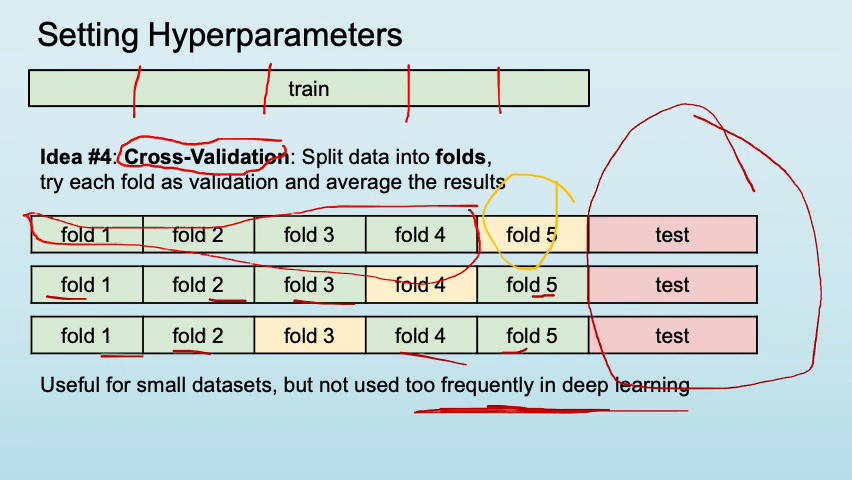 Setting Hyperparameters
train
Idea #4: Cross-Validation: Split data into folds,
try each fold as validation and average the results
fold 1 fold 2 fold 3 fold 4 fold 5 test
fold 1 fold 2 fold 3 fold 4 fold 5 test
fold 1 fold 2 fold 3 fold 4 fold 5 test
Useful for small datasets, but not used too frequently in deep learning